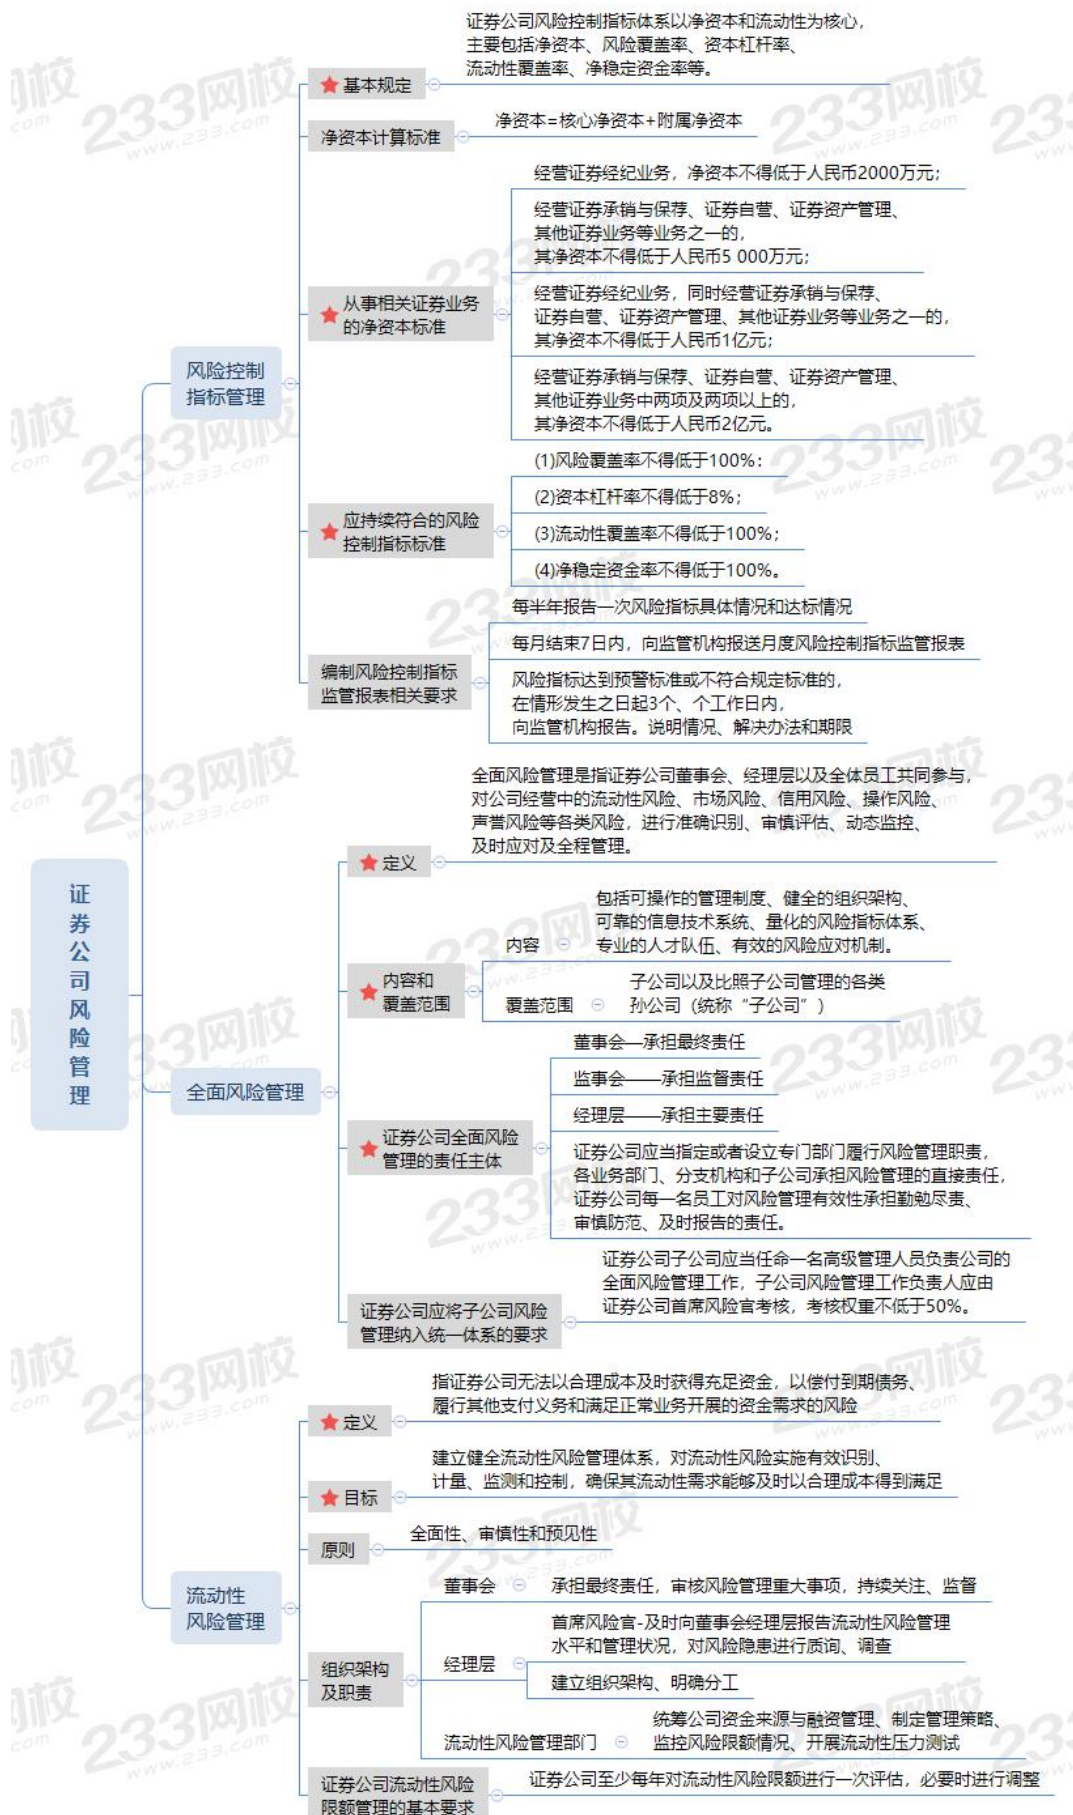 证券公司风险管理
风险控制
指标管理
基本规定
证券公司风险控制指标体系以净资本和流动性为核心，
主要包括净资本、风险覆盖率、资本杠杆率、
流动性覆盖率、净稳定资金率等。
净资本计算标准
净资本=核心净资本+附属净资本
从事相关证券业务
的净资本标准
经营证券经纪业务，净资本不得低于人民币2000万元；
经营证券承销与保荐、证券自营、证券资产管理、
其他证券业务等业务之一的，
其净资本不得低于人民币5 000万元；
经营证券经纪业务，同时经营证券承销与保荐、
证券自营、证券资产管理、其他证券业务等业务之一的，
其净资本不得低于人民币1亿元；
经营证券承销与保荐、证券自营、证券资产管理、
其他证券业务中两项及两项以上的，
其净资本不得低于人民币2亿元。
应持续符合的风险
控制指标标准
(1)风险覆盖率不得低于100%：
(2)资本杠杆率不得低于8%；
(3)流动性覆盖率不得低于100%；
(4)净稳定资金率不得低于100%。
编制风险控制指标
监管报表相关要求
每半年报告一次风险指标具体情况和达标情况
每月结束7日内，向监管机构报送月度风险控制指标监管报表
风险指标达到预警标准或不符合规定标准的，
在情形发生之日起3个、个工作日内，
向监管机构报告。说明情况、解决办法和期限
全面风险管理
定义
全面风险管理是指证券公司董事会、经理层以及全体员工共同参与，
对公司经营中的流动性风险、市场风险、信用风险、操作风险、
声誉风险等各类风险，进行准确识别、审慎评估、动态监控、
及时应对及全程管理。
内容和
覆盖范围
内容
包括可操作的管理制度、健全的组织架构、
可靠的信息技术系统、量化的风险指标体系、
专业的人才队伍、有效的风险应对机制。
覆盖范围
子公司以及比照子公司管理的各类
孙公司（统称“子公司”）
证券公司全面风险
管理的责任主体
董事会—承担最终责任
监事会——承担监督责任
经理层——承担主要责任
证券公司应当指定或者设立专门部门履行风险管理职责，
各业务部门、分支机构和子公司承担风险管理的直接责任，
证券公司每一名员工对风险管理有效性承担勤勉尽责、
审慎防范、及时报告的责任。
证券公司应将子公司风险
管理纳入统一体系的要求
证券公司子公司应当任命一名高级管理人员负责公司的
全面风险管理工作，子公司风险管理工作负责人应由
证券公司首席风险官考核，考核权重不低于50%。
流动性
风险管理
定义
指证券公司无法以合理成本及时获得充足资金，以偿付到期债务、
履行其他支付义务和满足正常业务开展的资金需求的风险
目标
建立健全流动性风险管理体系，对流动性风险实施有效识别、
计量、监测和控制，确保其流动性需求能够及时以合理成本得到满足
原则
全面性、审慎性和预见性
组织架构
及职责
董事会
承担最终责任，审核风险管理重大事项，持续关注、监督
经理层
首席风险官-及时向董事会经理层报告流动性风险管理
水平和管理状况，对风险隐患进行质询、调查
建立组织架构、明确分工
流动性风险管理部门
统筹公司资金来源与融资管理、制定管理策略、
监控风险限额情况、开展流动性压力测试
证券公司流动性风险
限额管理的基本要求
证券公司至少每年对流动性风险限额进行一次评估，必要时进行调整
233网校
www.233.com